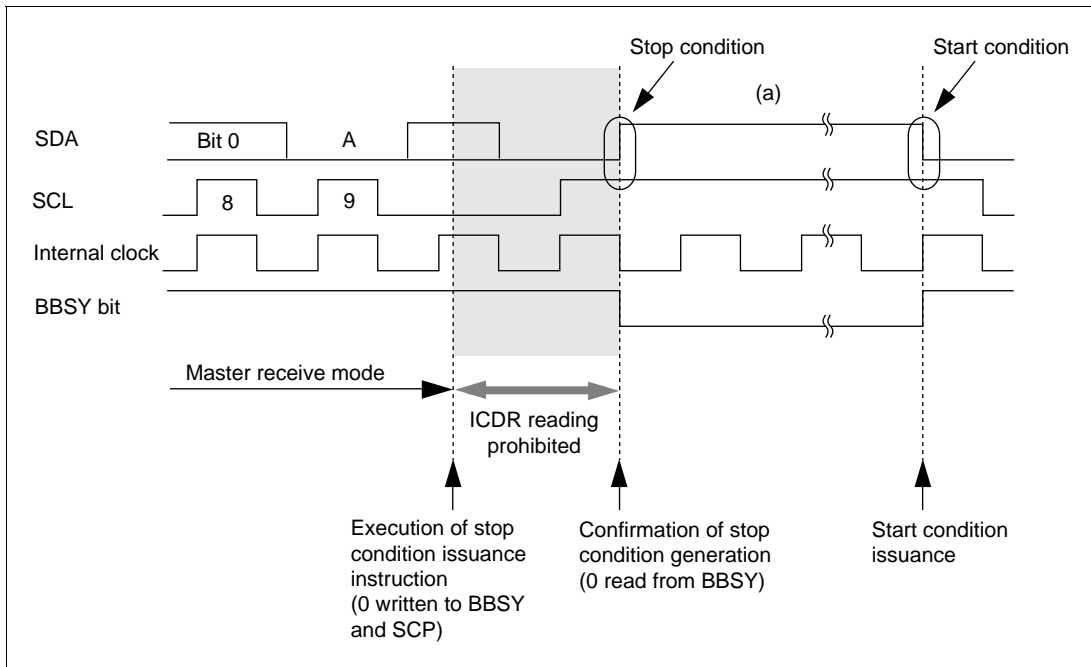 Stop condition
Start condition
(a)
SDA
Bit 0
A
SCL
8
9
Internal clock
BBSY bit
Master receive mode
ICDR reading
prohibited
Execution of stop
condition issuance
instruction
(0 written to BBSY
and SCP)
Confirmation of stop
condition generation
(0 read from BBSY)
Start condition
issuance